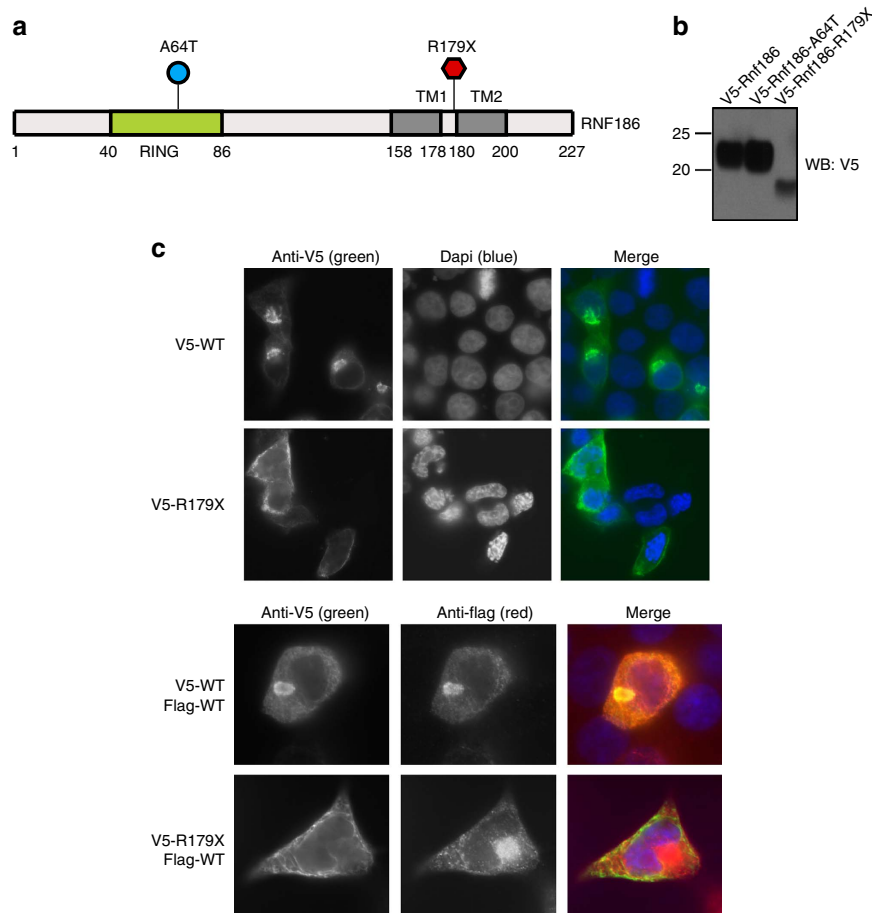 a
A64T
R179X
TM1
TM2
RNF186
1
40
RING
86
158
178
180
200
227
b
V5-Rnf186
V5-Rnf186-A64T
V5-Rnf186-R179X
25
20
WB: V5
c
Anti-V5 (green)
Dapi (blue)
Merge
V5-WT
V5-R179X
Anti-V5 (green)
Anti-flag (red)
Merge
V5-WT
Flag-WT
V5-R179X
Flag-WT